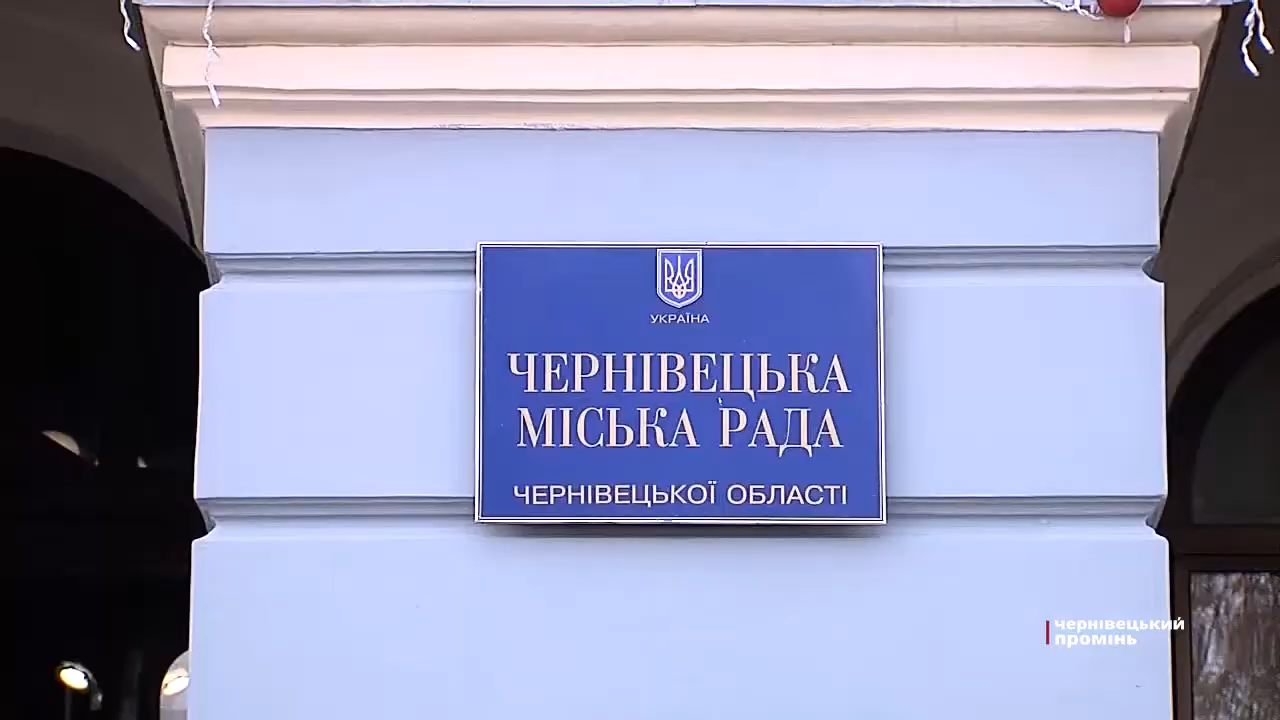 УКРАЇНА
ЧЕРНІВЕЦЬКА
МІСЬКА РАДА
ЧЕРНІВЕЦЬКОЇ ОБЛАСТІ
чернівецький
промінь